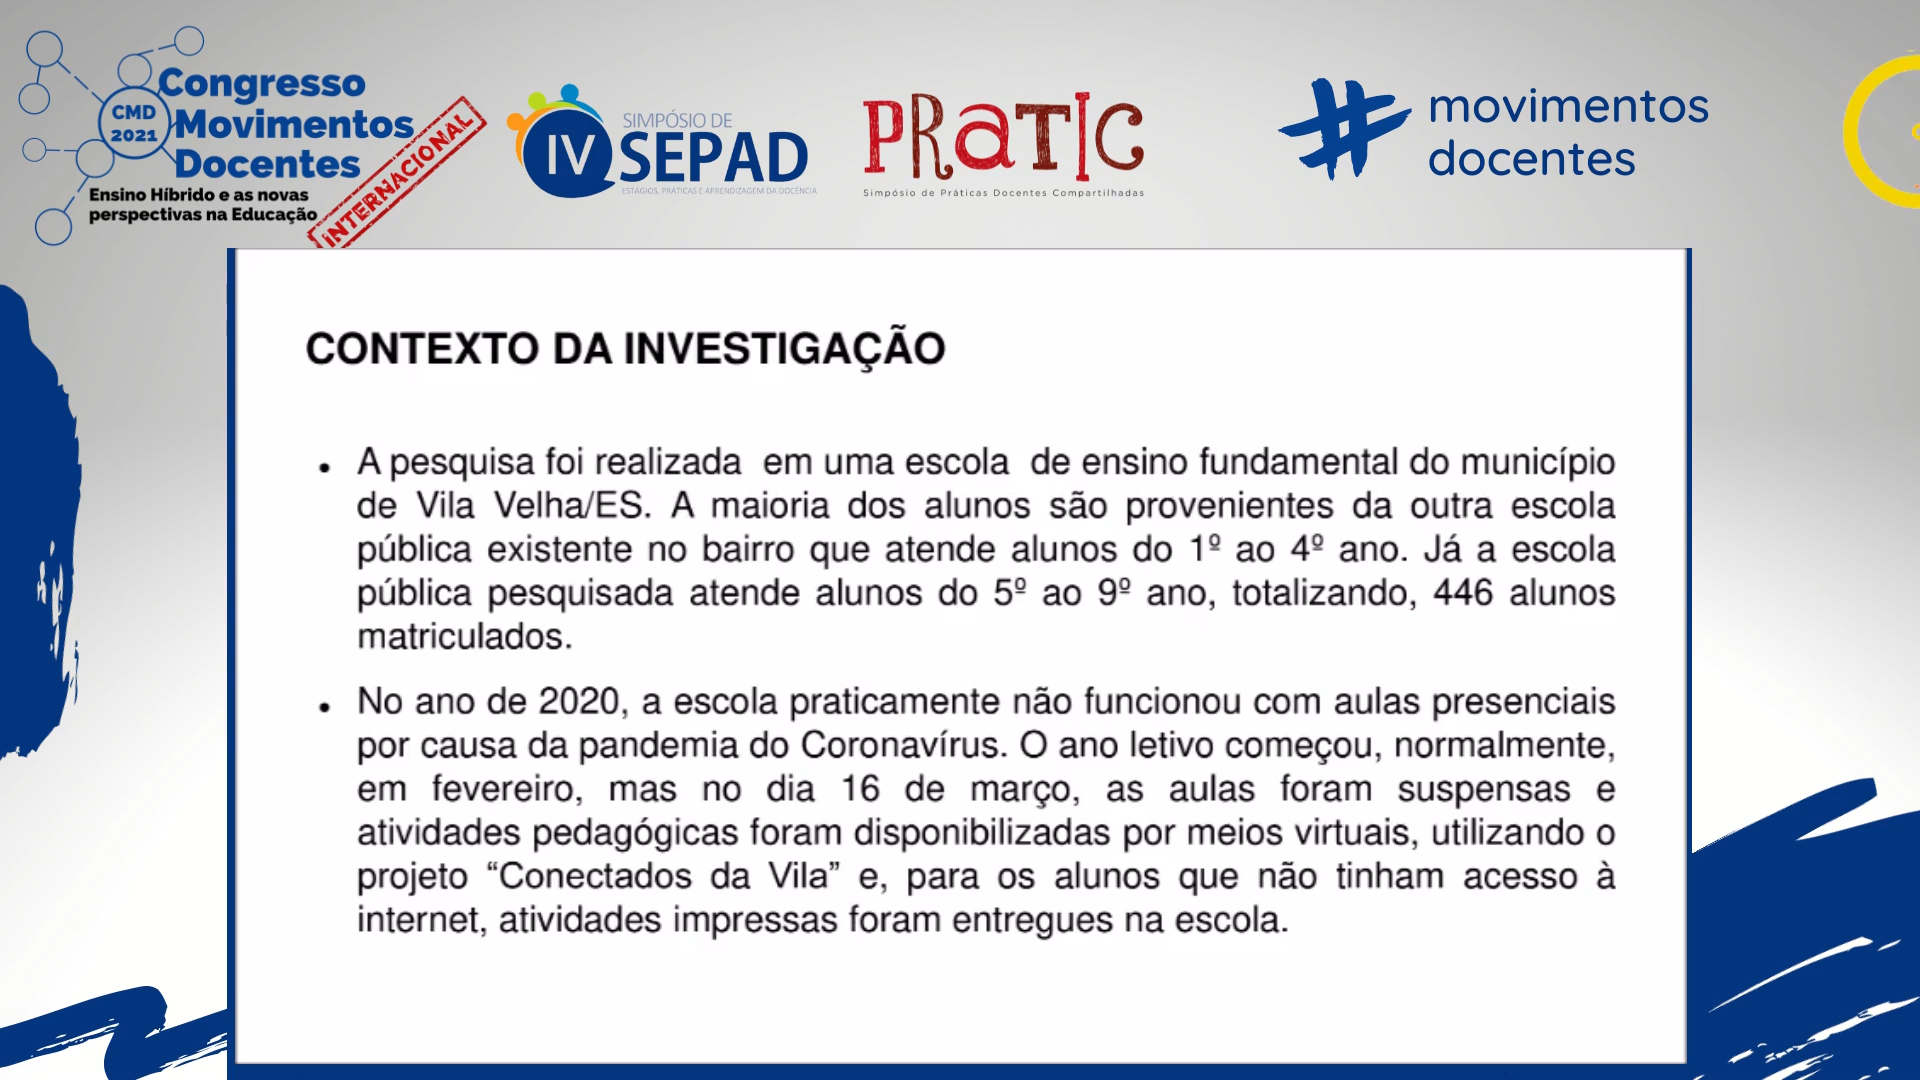 Congresso
CMD
2021
Movimentos
Docentes
INTERNACIONAL
Ensino Híbrido e as novas
perspectivas na Educação
IV
SIMPÓSIO DE
SEPAD
ESTÁGIOS, PRÁTICAS E APRENDIZAGEM DA DOCÊNCIA
PRATIC
Simpósio de Práticas Docentes Compartilhadas
# movimentos
docentes
CONTEXTO DA INVESTIGAÇÃO
• A pesquisa foi realizada em uma escola de ensino fundamental do município
de Vila Velha/ES. A maioria dos alunos são provenientes da outra escola
pública existente no bairro que atende alunos do 1º ao 4º ano. Já a escola
pública pesquisada atende alunos do 5º ao 9º ano, totalizando, 446 alunos
matriculados.
• No ano de 2020, a escola praticamente não funcionou com aulas presenciais
por causa da pandemia do Coronavírus. O ano letivo começou, normalmente,
em fevereiro, mas no dia 16 de março, as aulas foram suspensas e
atividades pedagógicas foram disponibilizadas por meios virtuais, utilizando o
projeto “Conectados da Vila” e, para os alunos que não tinham acesso à
internet, atividades impressas foram entregues na escola.